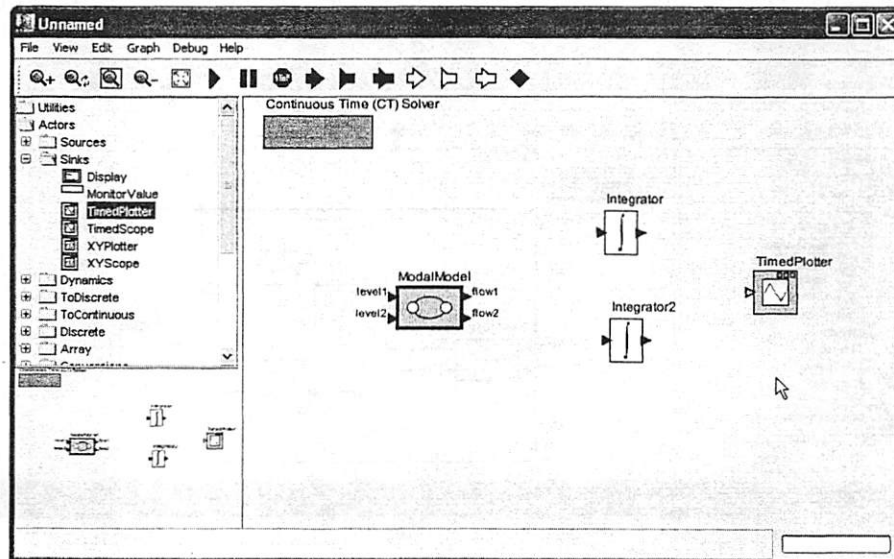 Unnamed
File View Edit Graph Debug Help
Utilities
Actors
Sources
Sinks
Display
MonitorValue
TimedPlotter
TimedScope
XYPlotter
XYScope
Dynamics
ToDiscrete
ToContinuous
Discrete
Array
Continuous Time (CT) Solver
Integrator
TimedPlotter
ModalModel
level1 flow1
level2 flow2
Integrator2